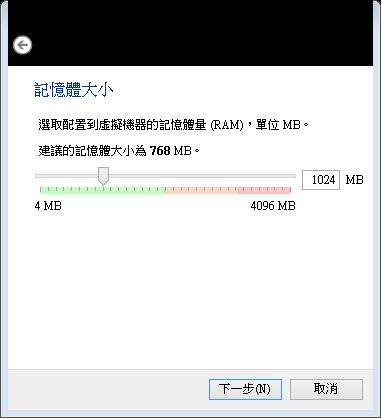 記憶體大小
選取配置到虛擬機器的記憶體量 (RAM)，單位 MB。
建議的記憶體大小為 768 MB。
1024 MB
4 MB 4096 MB
下一步(N) 取消